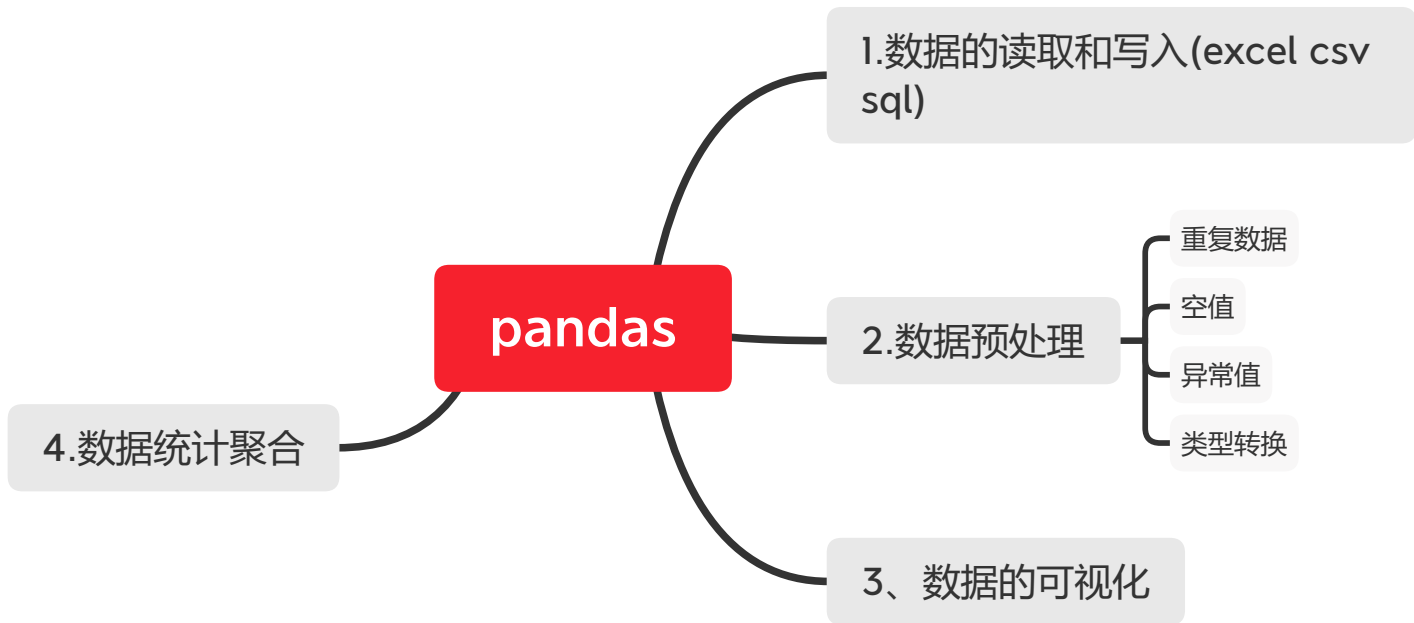 pandas
1.数据的读取和写入(excel csv
sql)
2.数据预处理
重复数据
空值
异常值
类型转换
3、数据的可视化
4.数据统计聚合